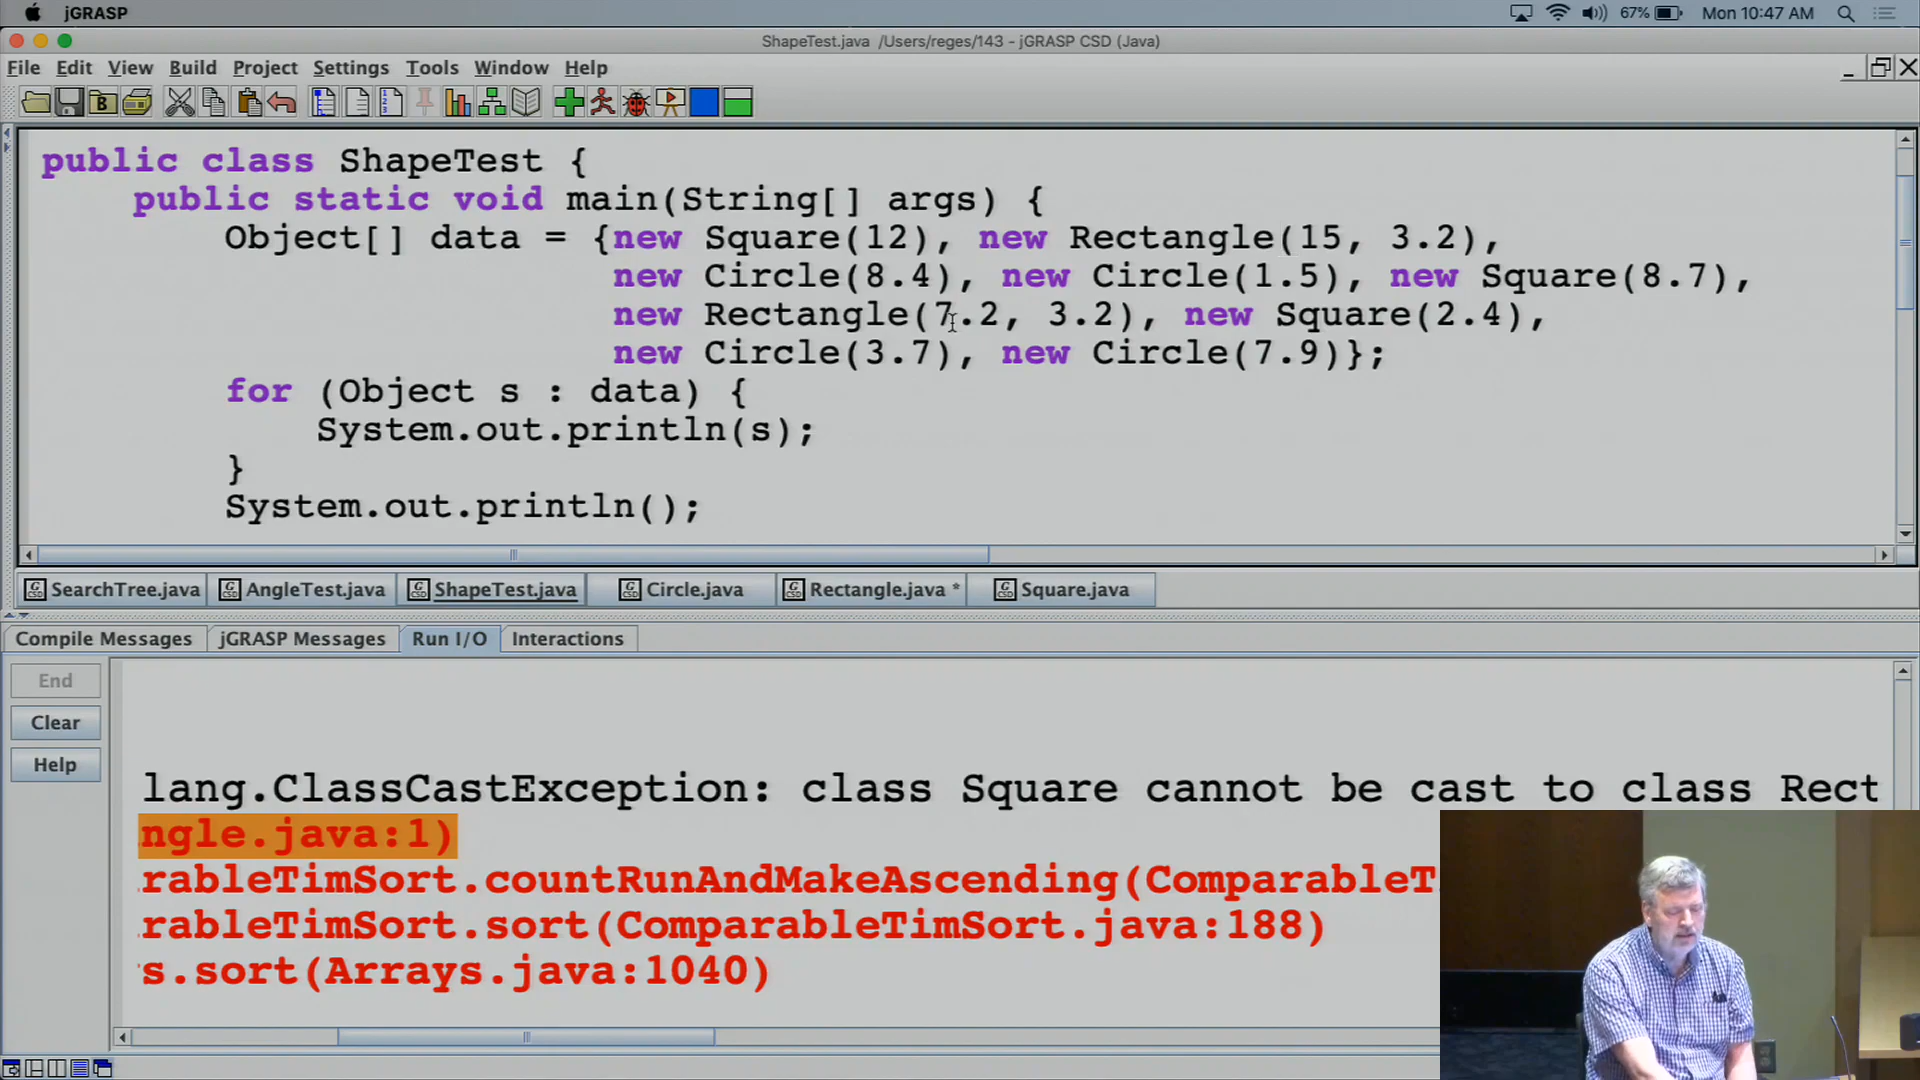 jGRASP
67%
Mon 10:47 AM
ShapeTest.java /Users/reges/143 - jGRASP CSD (Java)
File Edit View Build Project Settings Tools Window Help
public class ShapeTest {
public static void main(String[] args) {
Object[] data = {new Square(12), new Rectangle(15, 3.2),
new Circle(8.4), new Circle(1.5), new Square(8.7),
new Rectangle(7.2, 3.2), new Square(2.4),
new Circle(3.7), new Circle(7.9)};
for (Object s : data) {
System.out.println(s);
}
System.out.println();
SearchTree.java AngleTest.java ShapeTest.java Circle.java Rectangle.java * Square.java
Compile Messages jGRASP Messages Run I/O Interactions
End
Clear
Help
lang.ClassCastException: class Square cannot be cast to class Rect
ngle.java:1)
rableTimSort.countRunAndMakeAscending(ComparableT
rableTimSort.sort(ComparableTimSort.java:188)
s.sort(Arrays.java:1040)